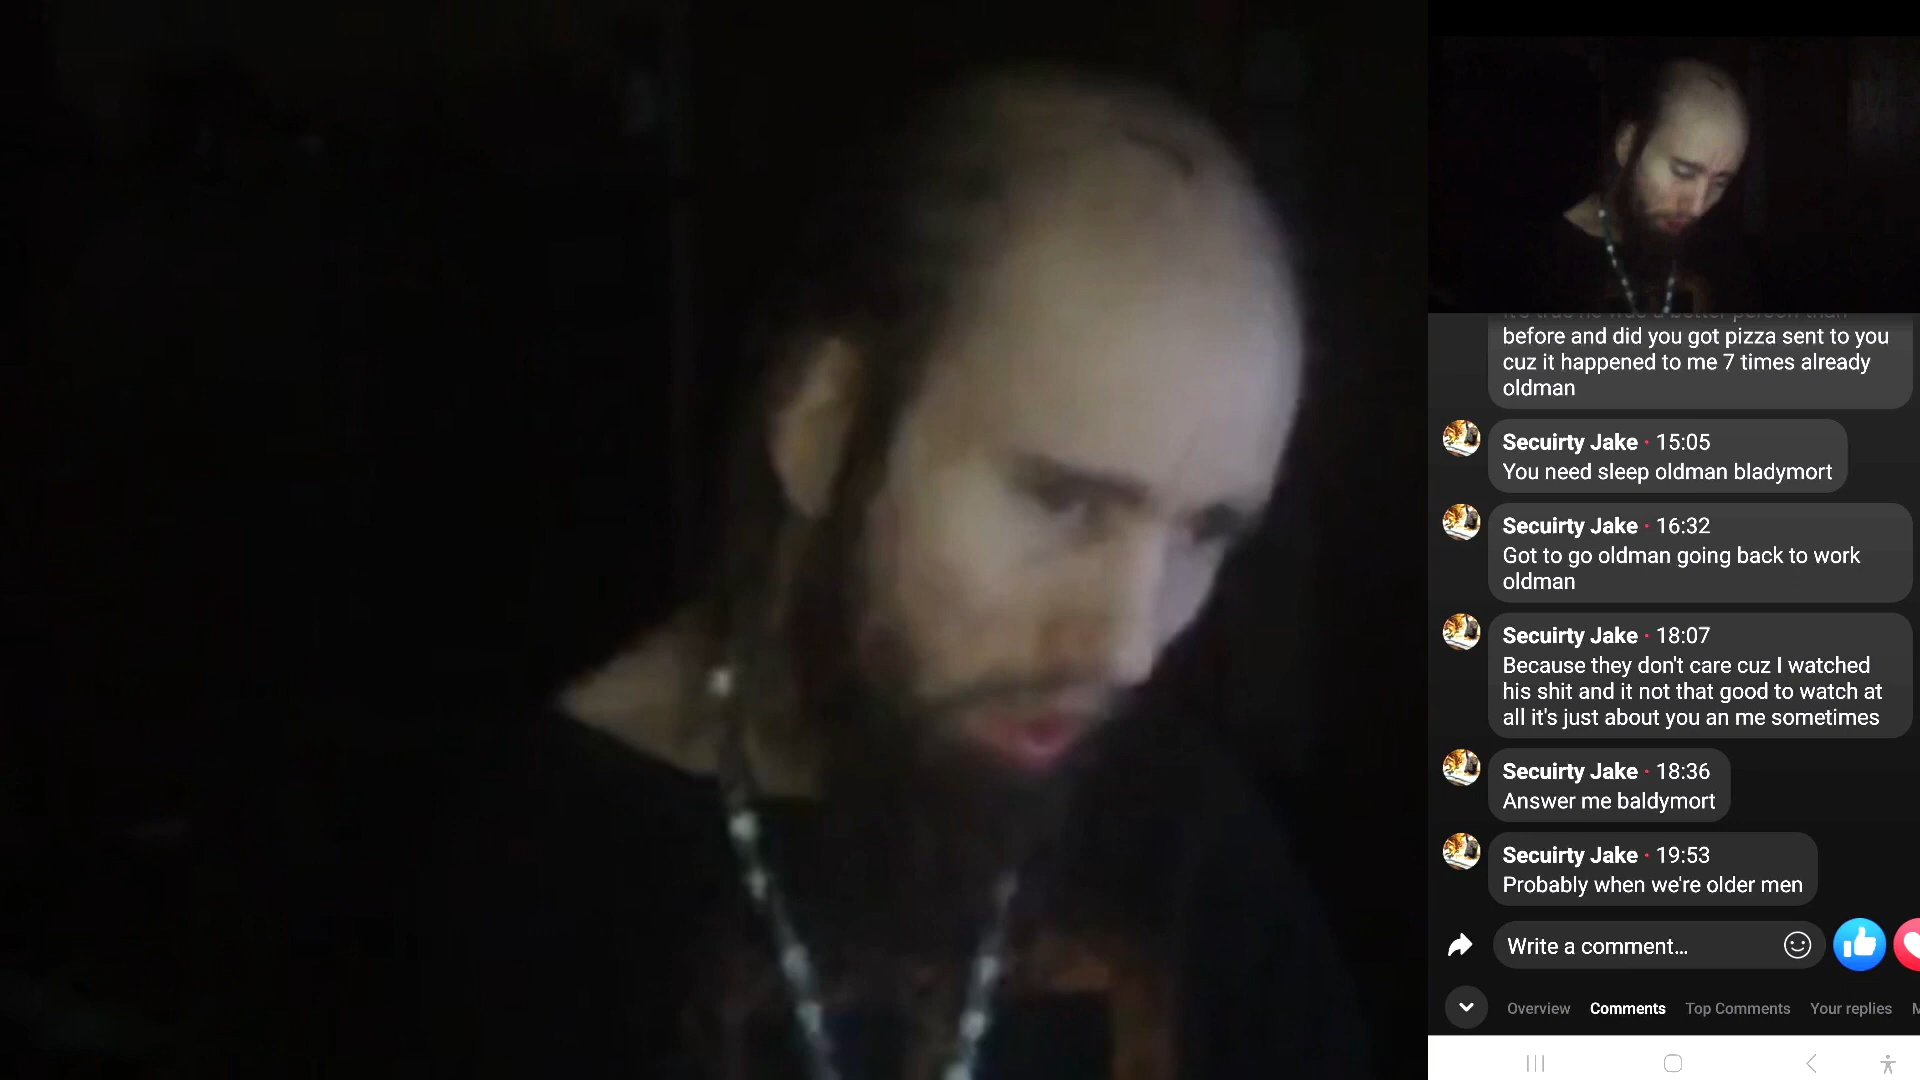 before and did you got pizza sent to you
cuz it happened to me 7 times already
oldman
Secuirty Jake · 15:05
You need sleep oldman bladymort
Secuirty Jake · 16:32
Got to go oldman going back to work
oldman
Secuirty Jake · 18:07
Because they don't care cuz I watched
his shit and it not that good to watch at
all it's just about you an me sometimes
Secuirty Jake · 18:36
Answer me baldymort
Secuirty Jake · 19:53
Probably when we're older men
Write a comment...
Overview Comments Top Comments Your replies